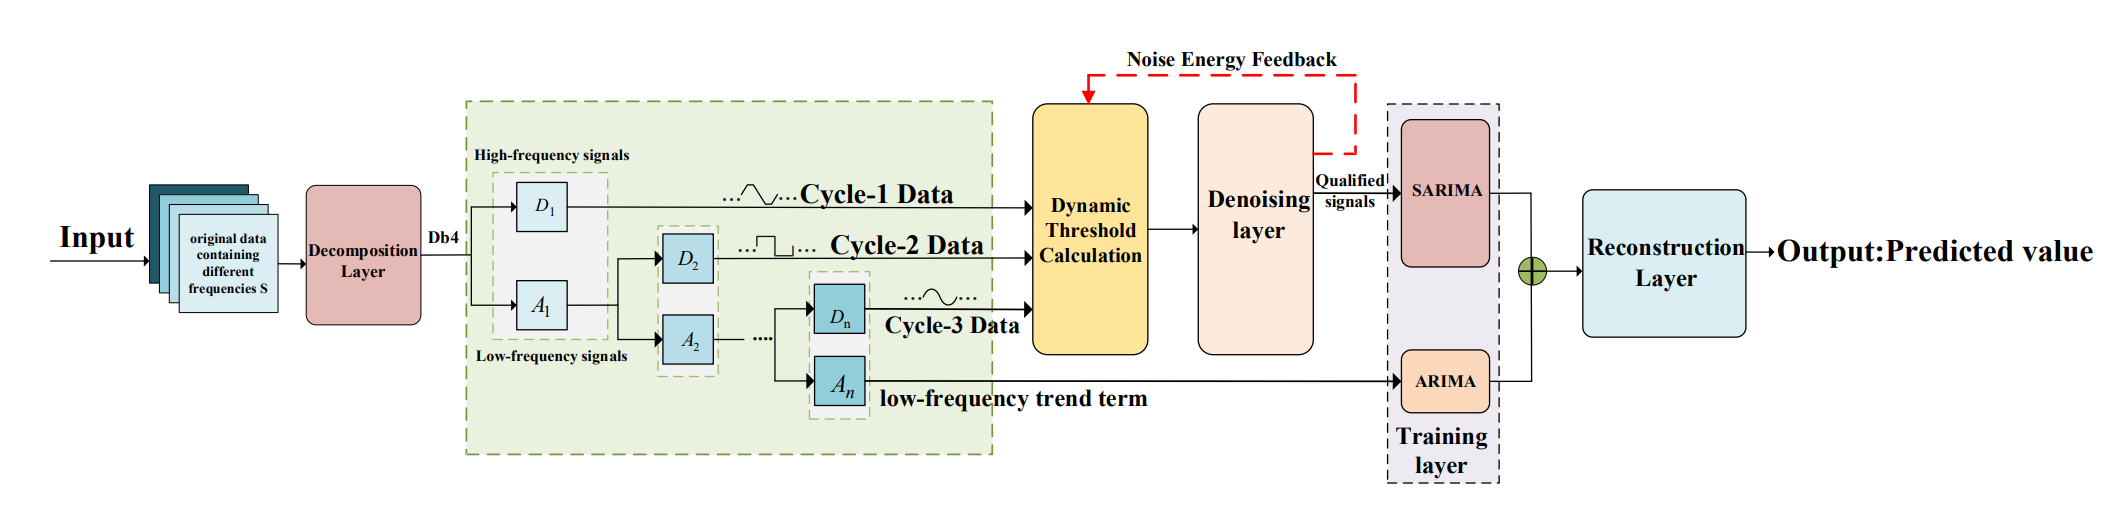 Noise Energy Feedback
Input
original data
containing
different
frequencies S
Decomposition
Layer
Db4
High-frequency signals
D1
A1
Low-frequency signals
D2
A2
....
Dn
An
...
...Cycle-1 Data
...
...
Cycle-2 Data
...
...
Cycle-3 Data
low-frequency trend term
Dynamic
Threshold
Calculation
Denoising
layer
Qualified
signals
SARIMA
ARIMA
Training
layer
Reconstruction
Layer
Output:Predicted value